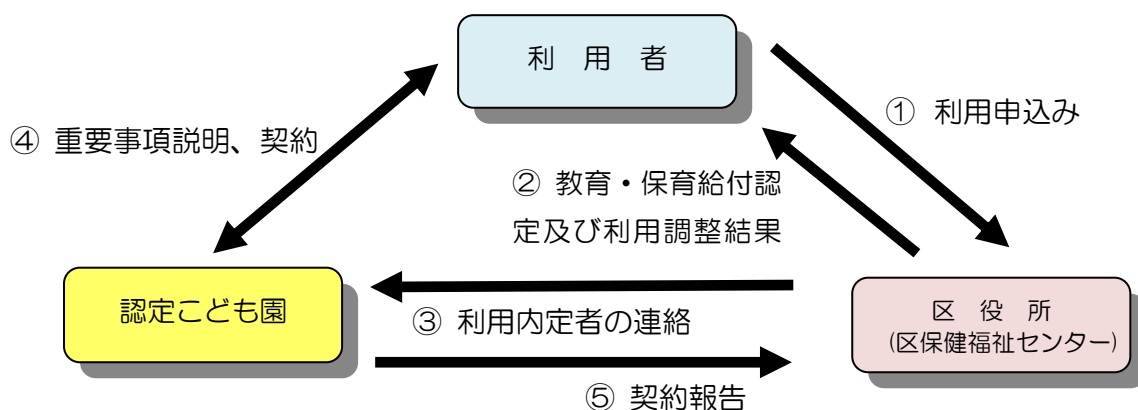 利　用　者
① 利用申込み
④ 重要事項説明、契約
② 教育・保育給付認
定及び利用調整結果
認定こども園
③ 利用内定者の連絡
区　役　所
(区保健福祉センター)
⑤ 契約報告